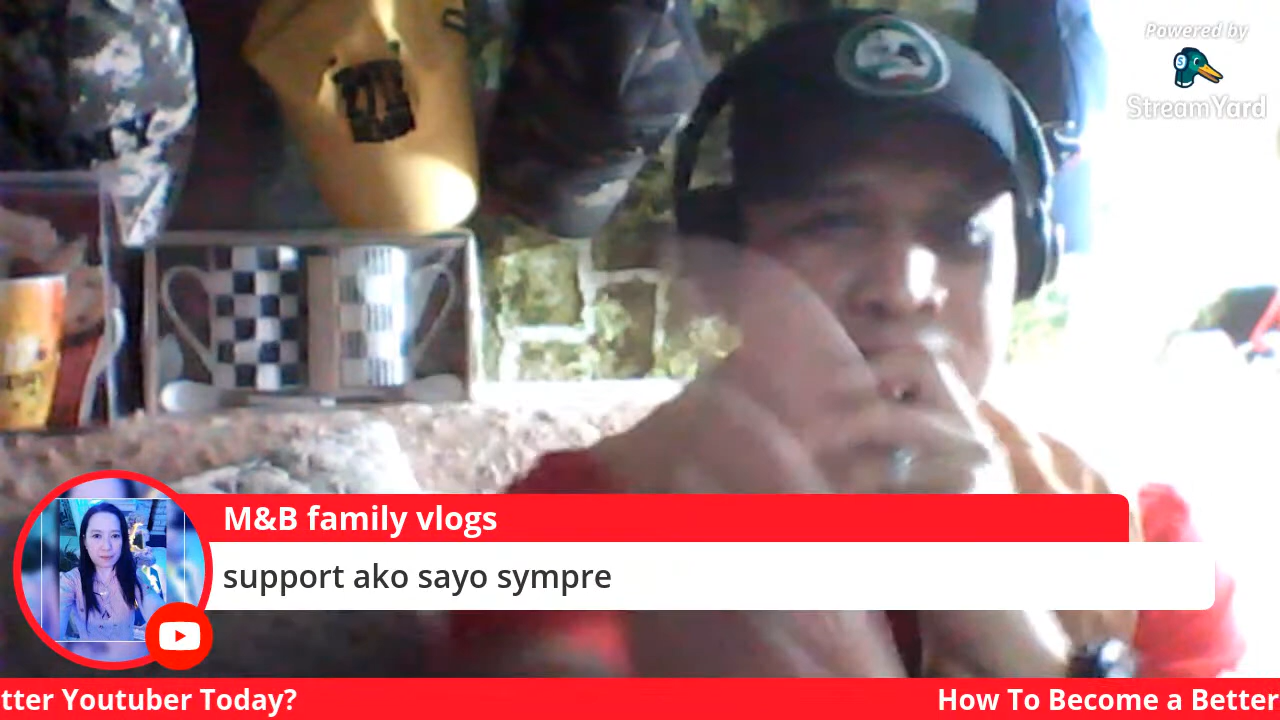 Powered by
StreamYard
M&B family vlogs
support ako sayo sympre
tter Youtuber Today?
How To Become a Better